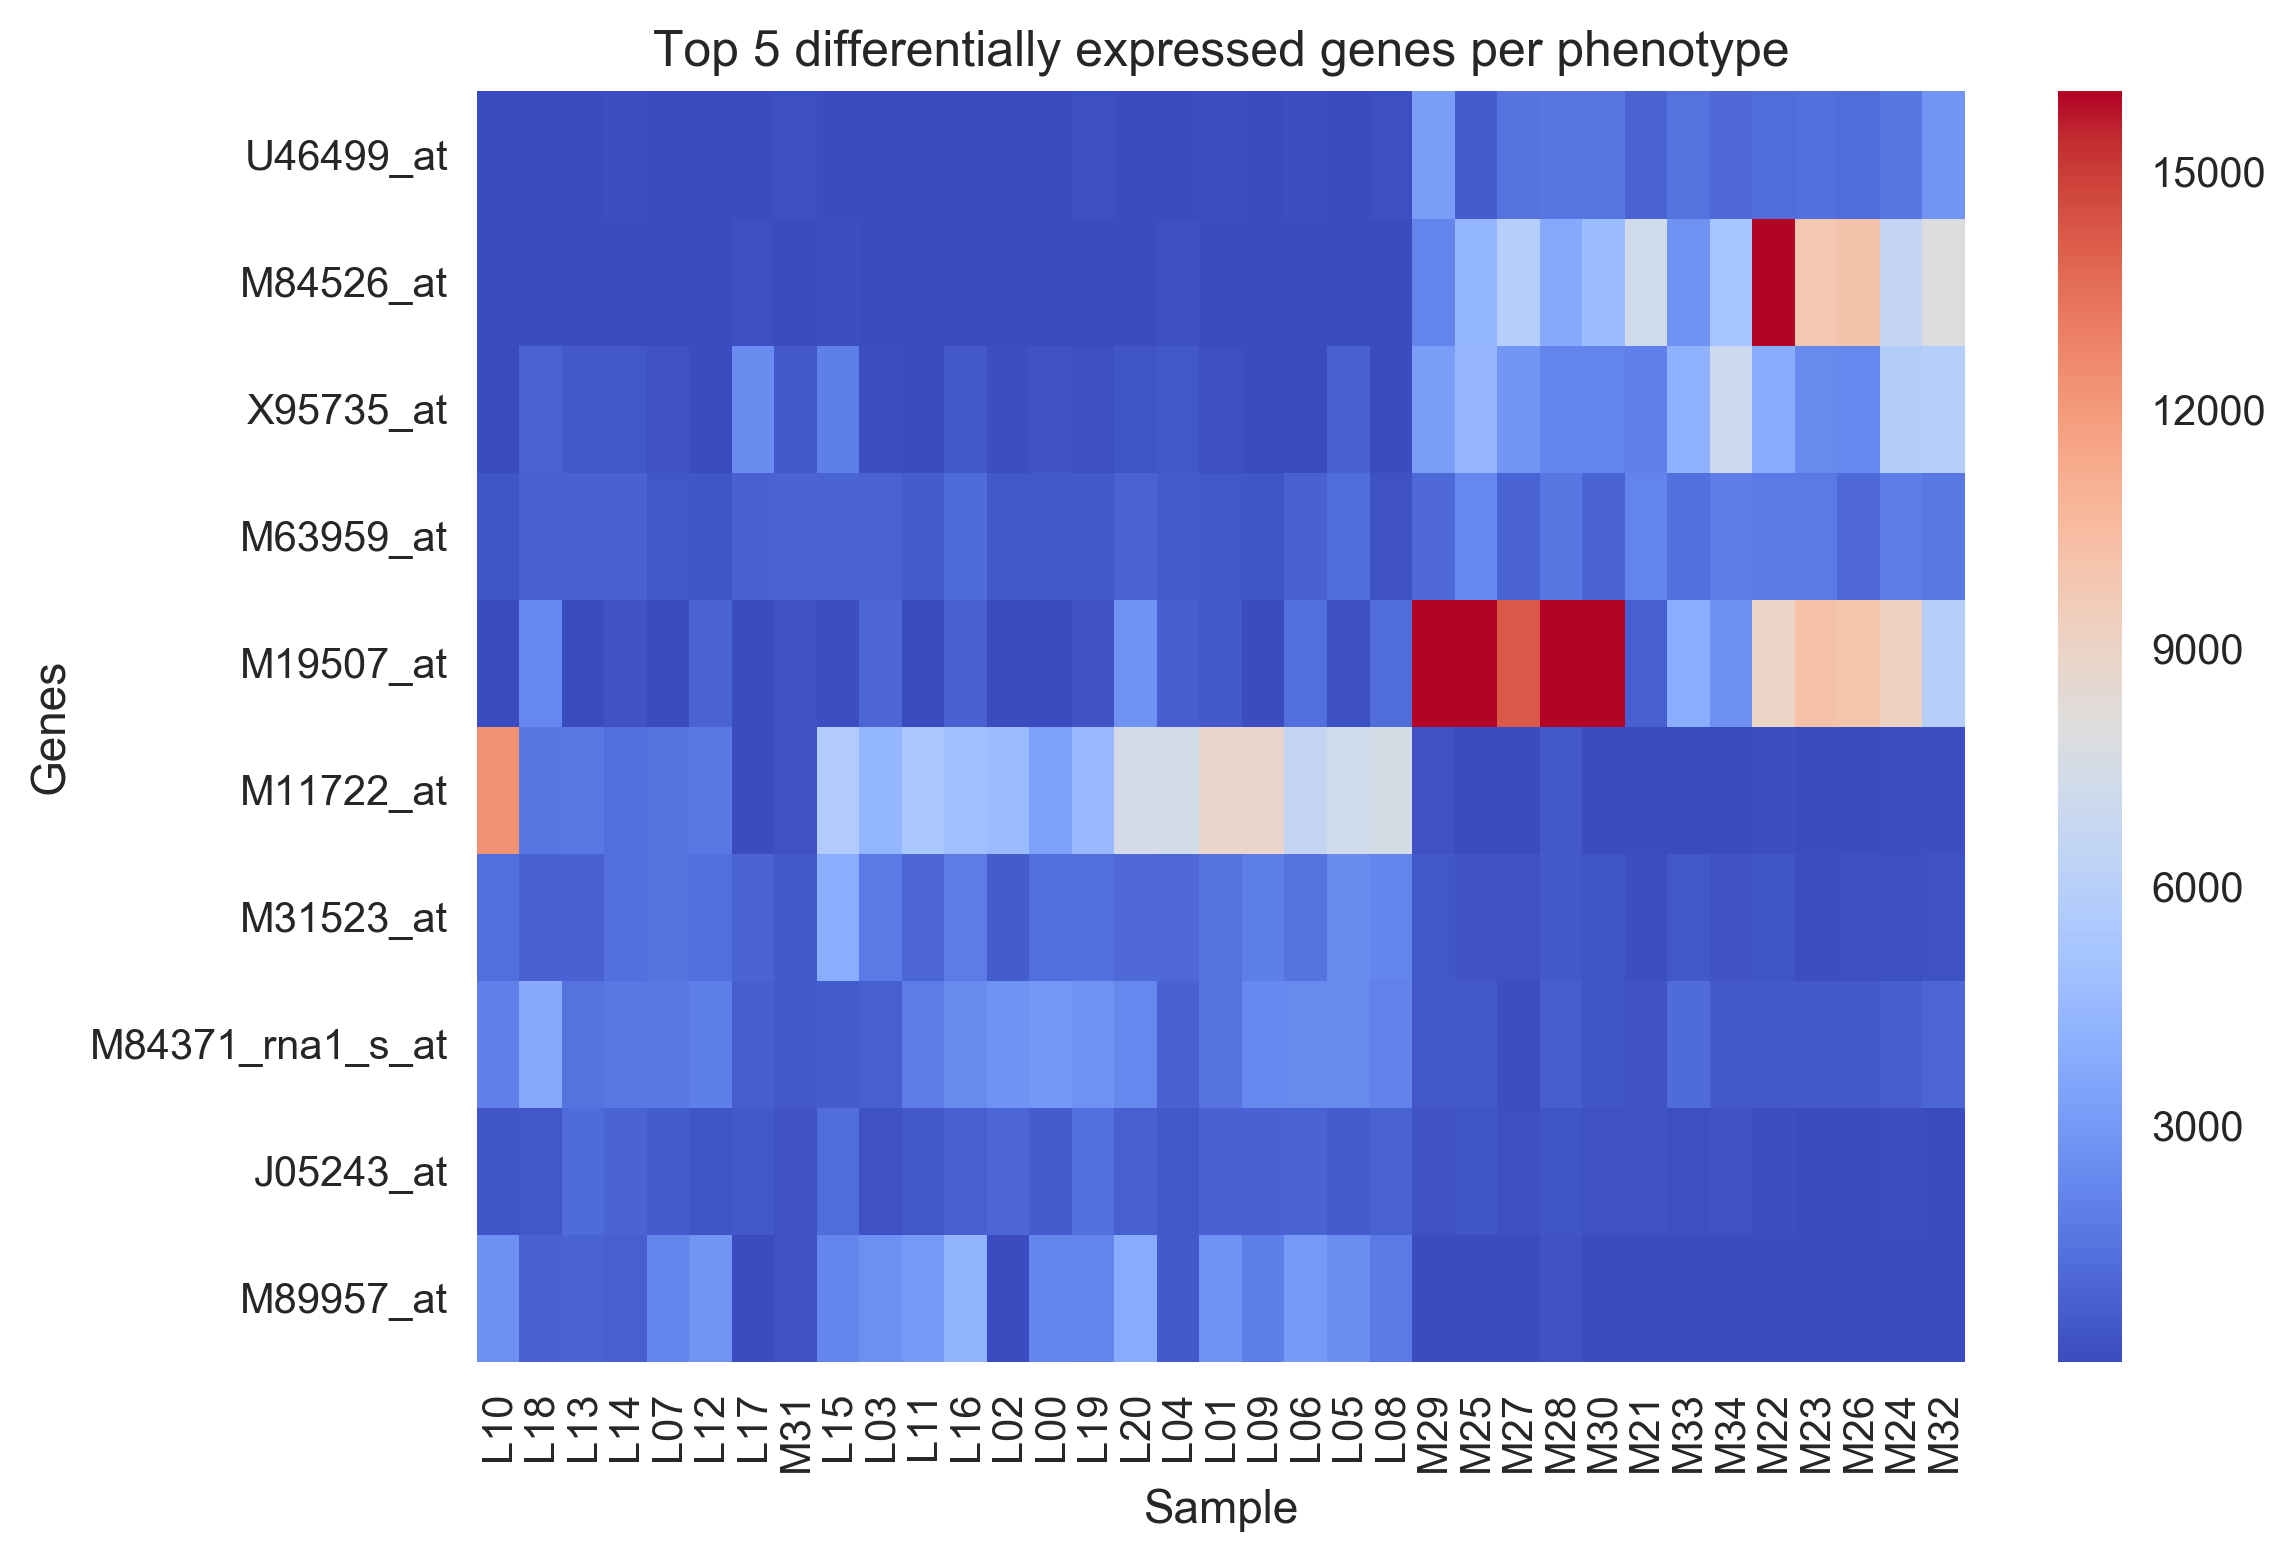 Top 5 differentially expressed genes per phenotype
Genes
U46499_at
M84526_at
X95735_at
M63959_at
M19507_at
M11722_at
M31523_at
M84371_rna1_s_at
J05243_at
M89957_at
L10 L18 L13 L14 L07 L12 L17 M31 L15 L03 L11 L16 L02 L00 L19 L20 L04 L01 L09 L06 L05 L08 M29 M25 M27 M28 M30 M21 M33 M34 M22 M23 M26 M24 M32
Sample
15000
12000
9000
6000
3000